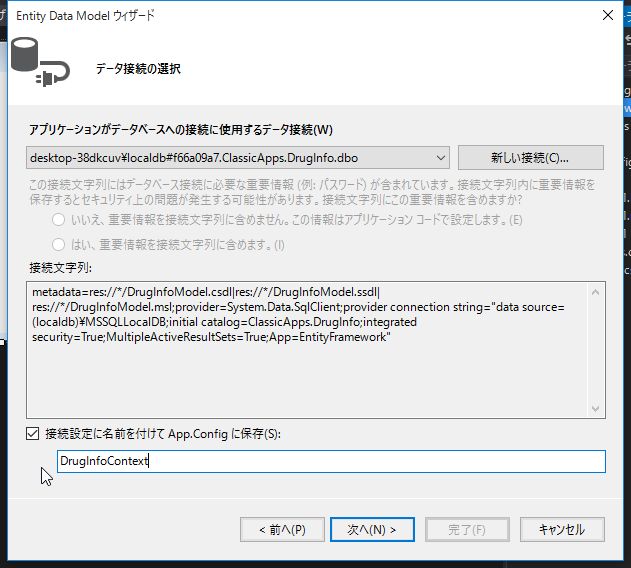 Entity Data Model ウィザード
データ接続の選択
アプリケーションがデータベースへの接続に使用するデータ接続(W)
desktop-38dkcuv¥localdb#f66a09a7.ClassicApps.DrugInfo.dbo
新しい接続(C)...
この接続文字列にはデータベース接続に必要な重要情報 (例: パスワード) が含まれています。接続文字列内に重要情報を
保存するとセキュリティ上の問題が発生する可能性があります。接続文字列にこの重要情報を含めますか?
いいえ、重要情報を接続文字列に含めません。この情報はアプリケーション コードで設定します。(E)
はい、重要情報を接続文字列に含めます。(I)
接続文字列:
metadata=res://*/DrugInfoModel.csdl|res://*/DrugInfoModel.ssdl|
res://*/DrugInfoModel.msl;provider=System.Data.SqlClient;provider connection string="data source=
(localdb)¥MSSQLLocalDB;initial catalog=ClassicApps.DrugInfo;integrated
security=True;MultipleActiveResultSets=True;App=EntityFramework"
接続設定に名前を付けて App.Config に保存(S):
DrugInfoContext
< 前へ(P)
次へ(N) >
完了(F)
キャンセル